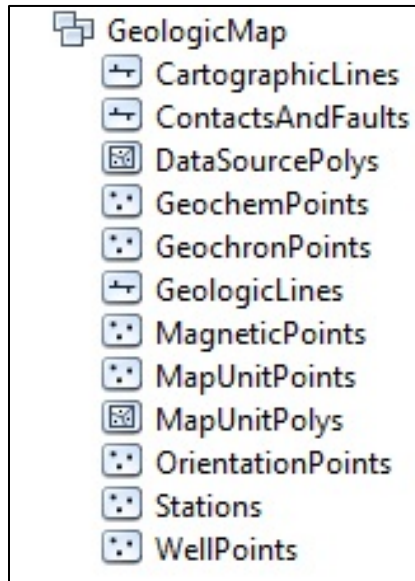 GeologicMap
CartographicLines
ContactsAndFaults
DataSourcePolys
GeochemPoints
GeochronPoints
GeologicLines
MagneticPoints
MapUnitPoints
MapUnitPolys
OrientationPoints
Stations
WellPoints